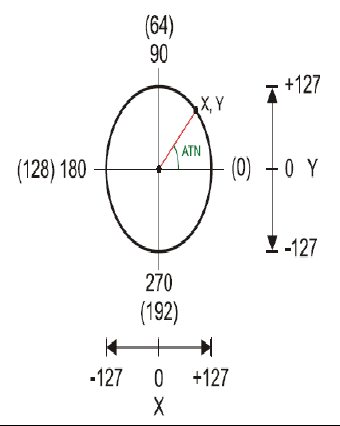 (64)
90
+127
X, Y
ATN
(128) 180
(0)
0 Y
-127
270
(192)
-127 0 +127
X